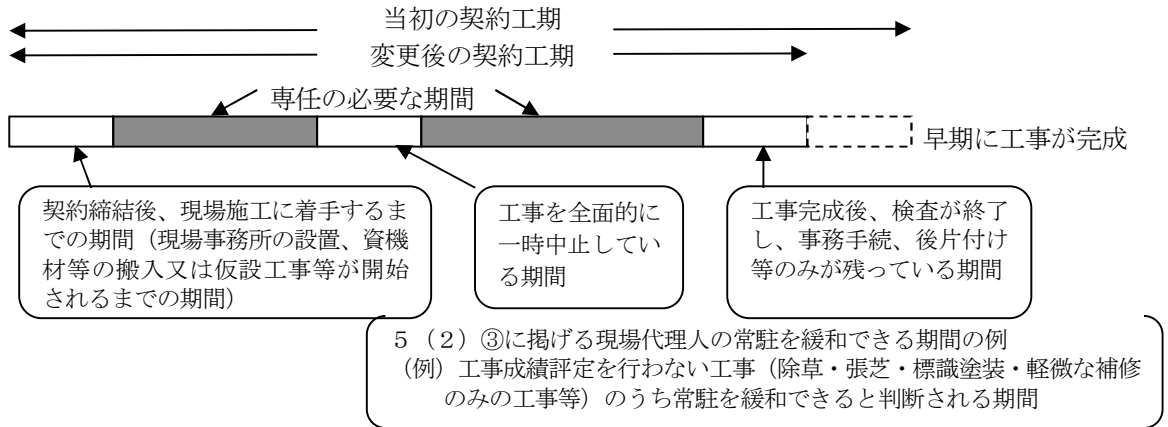 当初の契約工期
変更後の契約工期
専任の必要な期間
早期に工事が完成
契約締結後、現場施工に着手するま
での期間（現場事務所の設置、資機
材等の搬入又は仮設工事等が開始
されるまでの期間）
工事を全面的に
一時中止してい
る期間
工事完成後、検査が終了
し、事務手続、後片付け
等のみが残っている期間
５（２）③に掲げる現場代理人の常駐を緩和できる期間の例
（例）工事成績評定を行わない工事（除草・張芝・標識塗装・軽微な補修
のみの工事等）のうち常駐を緩和できると判断される期間